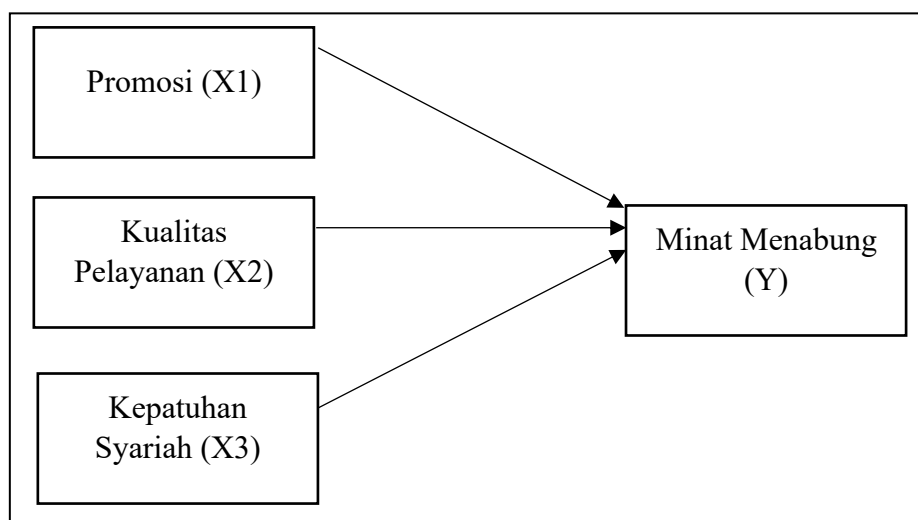 Promosi (X1)
Kualitas
Pelayanan (X2)
Kepatuhan
Syariah (X3)
Minat Menabung
(Y)